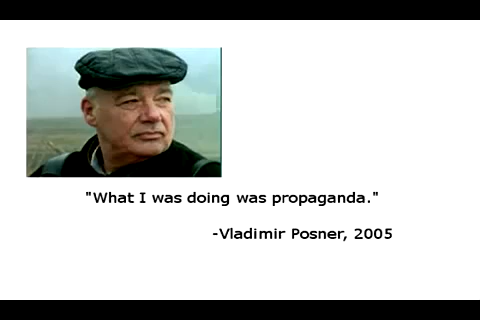 "What I was doing was propaganda."
-Vladimir Posner, 2005